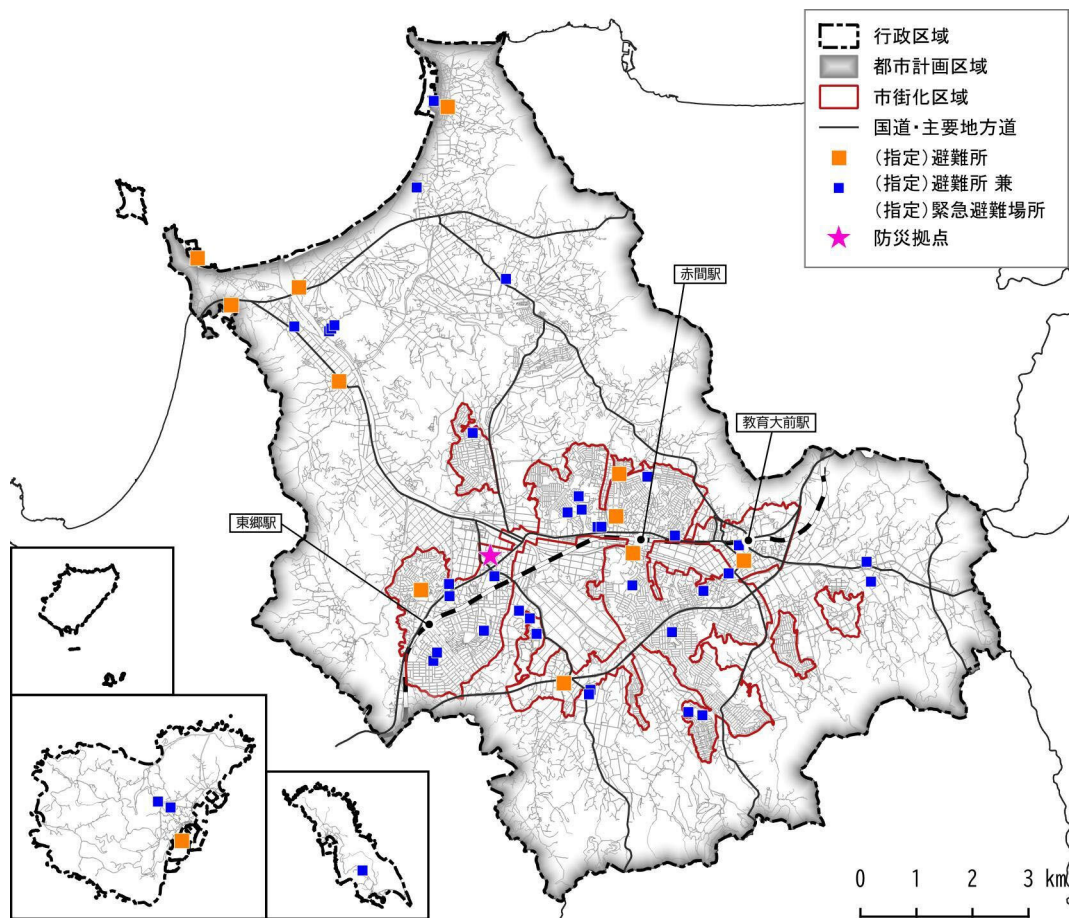 行政区域
都市計画区域
市街化区域
国道・主要地方道
(指定)避難所
(指定)避難所 兼
(指定)緊急避難場所
防災拠点
赤間駅
教育大前駅
東郷駅
0 1 2 3 km